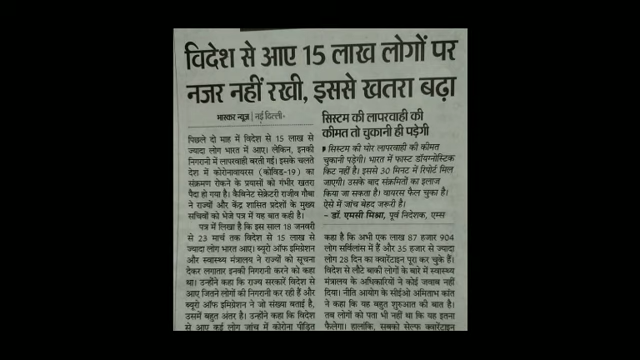 विदेश से आए 15 लाख लोगों पर
नजर नहीं रखी, इससे खतरा बढ़ा
भास्कर न्यूज | नई दिल्ली
पिछले दो माह में विदेश से 15 लाख से
ज्यादा लोग भारत में आए। लेकिन, इनकी
निगरानी में लापरवाही बरती गई। इसके चलते
देश में कोरोनावायरस (कोविड-19) का
संक्रमण रोकने के प्रयासों को गंभीर खतरा
पैदा हो गया है। कैबिनेट सेक्रेटरी राजीव गौबा
ने राज्यों और केंद्र शासित प्रदेशों के मुख्य
सचिवों को भेजे पत्र में यह बात कही है।
पत्र में लिखा है कि इस साल 18 जनवरी से
23 मार्च तक विदेश से 15 लाख से ज्यादा
लोग भारत आए। ब्यूरो ऑफ इमिग्रेशन और
स्वास्थ्य मंत्रालय ने राज्यों को सूचना
देकर लगातार इनकी निगरानी करने को कहा
था। उन्होंने कहा कि राज्य सरकारें विदेश से
आए जितने लोगों की निगरानी कर रही हैं और
ब्यूरो ऑफ इमिग्रेशन ने जो संख्या बताई है,
उसमें बहुत अंतर है। उन्होंने कहा कि विदेश
से आए कई लोग जांच में कोरोना पीड़ित
सिस्टम की लापरवाही की
कीमत तो चुकानी ही पड़ेगी
सिस्टम की घोर लापरवाही की कीमत
चुकानी पड़ेगी। भारत में फास्ट डॉयग्नोस्टिक
किट नहीं है। इससे 30 मिनट में रिपोर्ट मिल
जाएगी। उसके बाद संक्रमितों का इलाज
किया जा सकता है। वायरस फैल चुका है।
ऐसे में जांच बेहद जरूरी है।
- डॉ. एमसी मिश्रा, पूर्व निदेशक, एम्स
कहा है कि अभी एक लाख 87 हजार 904
लोग सर्विलांस में हैं और 35 हजार से ज्यादा
लोग 28 दिन का क्वारेंटाइन पूरा कर चुके हैं।
विदेश से लौटे बाकी लोगों के बारे में स्वास्थ्य
मंत्रालय के अधिकारियों ने कोई जवाब नहीं
दिया। नीति आयोग के सीईओ अमिताभ कांत
ने कहा कि यह बहुत शुरुआत की बात है।
तब लोगों को पता भी नहीं था कि यह इतना
फैलेगा। हालांकि, सबको सेल्फ क्वारेंटाइन